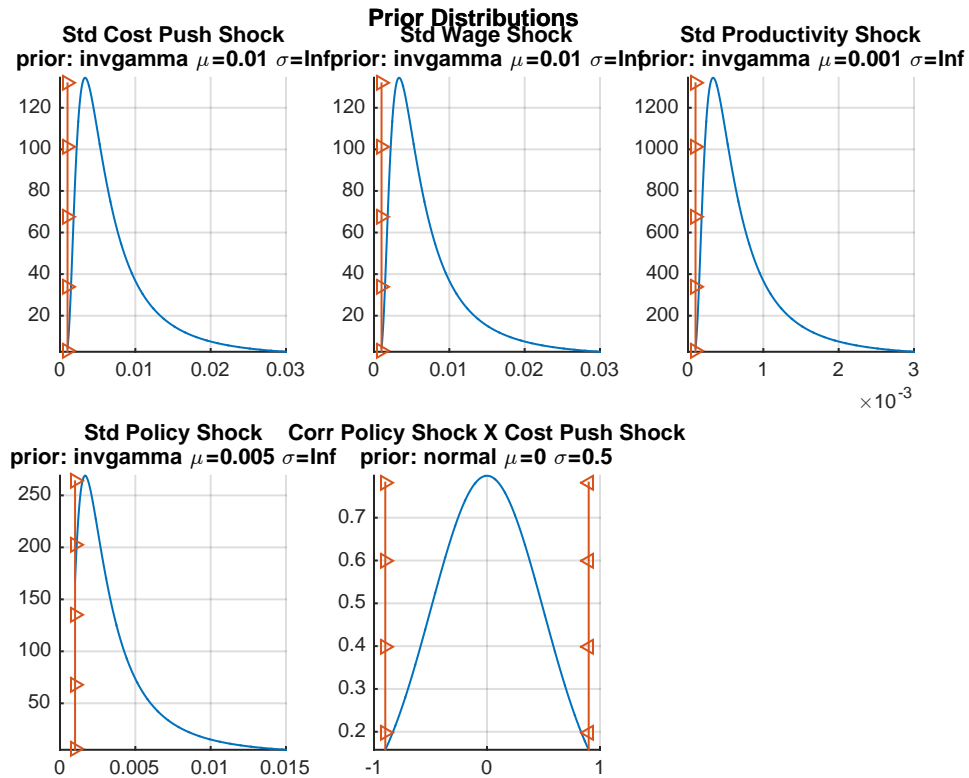 Prior Distributions
Std Cost Push Shock
prior: invgamma μ=0.01 σ=Inf
120
100
80
60
40
20
0 0.01 0.02 0.03
Std Wage Shock
prior: invgamma μ=0.01 σ=Inf
120
100
80
60
40
20
0 0.01 0.02 0.03
Std Productivity Shock
prior: invgamma μ=0.001 σ=Inf
1200
1000
800
600
400
200
0 1 2 3
×10⁻³
Std Policy Shock
prior: invgamma μ=0.005 σ=Inf
250
200
150
100
50
0 0.005 0.01 0.015
Corr Policy Shock X Cost Push Shock
prior: normal μ=0 σ=0.5
0.7
0.6
0.5
0.4
0.3
0.2
-1 0 1